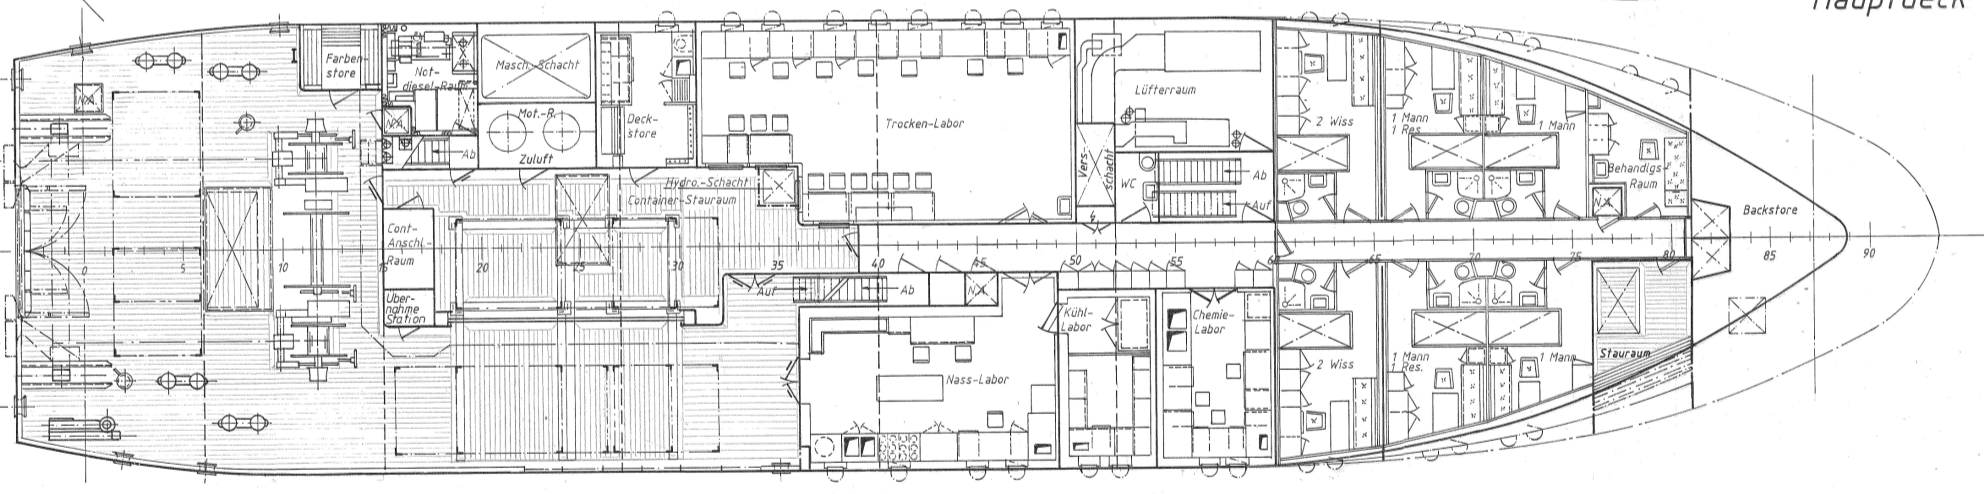 Hauptdeck
Farben-
store
Not-
diesel-Raum
Masch.-Schacht
Mot.-R.
Zuluft
Deck-
store
Ab
N.A.
N.A.
Trocken-Labor
Hydro.-Schacht
Container-Stauraum
Vers.
schacht
Lüfterraum
WC
Ab
Auf
2 Wiss
1 Mann
1 Res.
1 Mann
Behandlgs-
Raum
N.A.
Backstore
Cont-
Anschl.-
Raum
Über-
nahme
Station
0
5
10
15
20
25
30
35
40
45
50
55
60
65
70
75
80
85
90
Auf
Ab
N.A.
Nass-Labor
Kühl-
Labor
Chemie-
Labor
2 Wiss
1 Mann
1 Res.
1 Mann
Stauraum